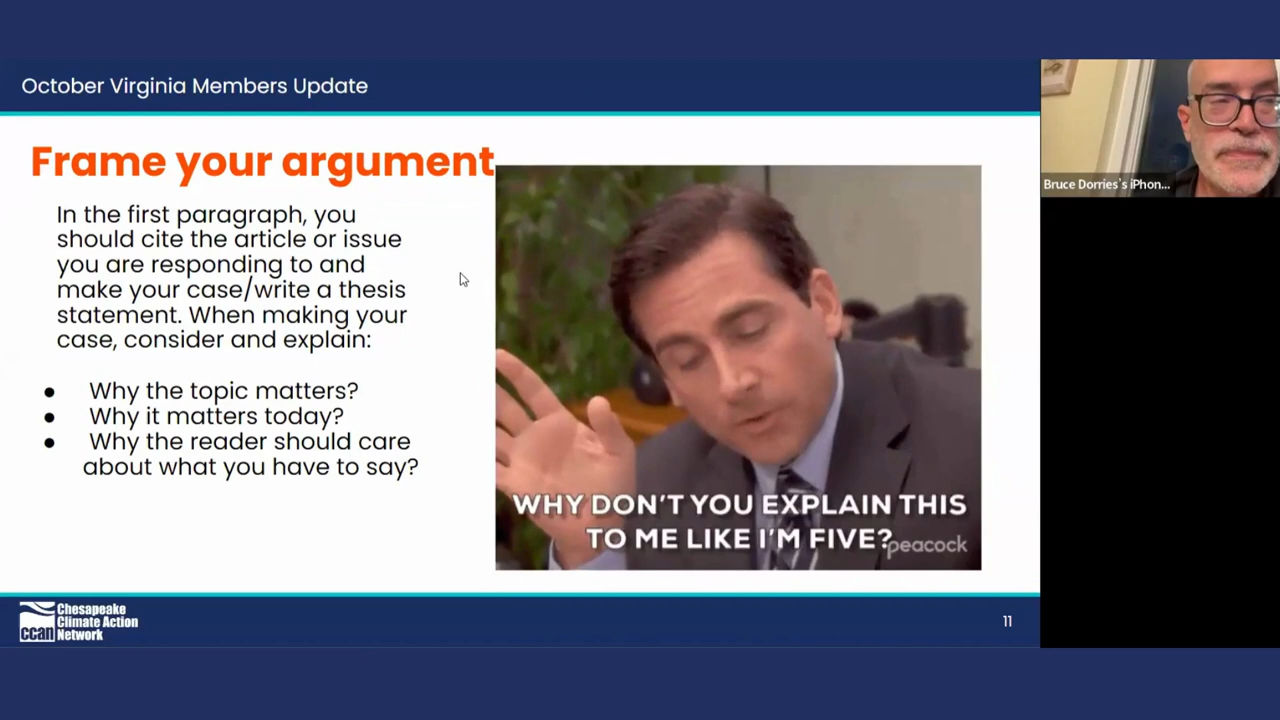 October Virginia Members Update
Frame your argument
In the first paragraph, you
should cite the article or issue
you are responding to and
make your case/write a thesis
statement. When making your
case, consider and explain:
● Why the topic matters?
● Why it matters today?
● Why the reader should care
about what you have to say?
WHY DON'T YOU EXPLAIN THIS
TO ME LIKE I'M FIVE?
peacock
Bruce Dorries's iPhon...
ccan
Chesapeake
Climate Action
Network
11